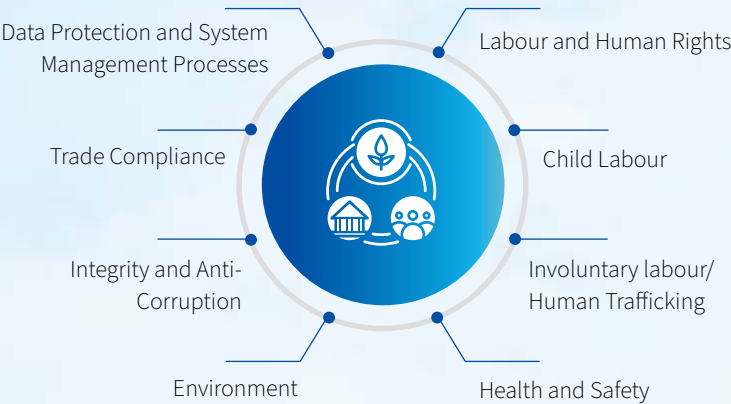 Data Protection and System
Management Processes
Labour and Human Rights
Trade Compliance
Child Labour
Integrity and Anti-
Corruption
Involuntary labour/
Human Trafficking
Environment
Health and Safety